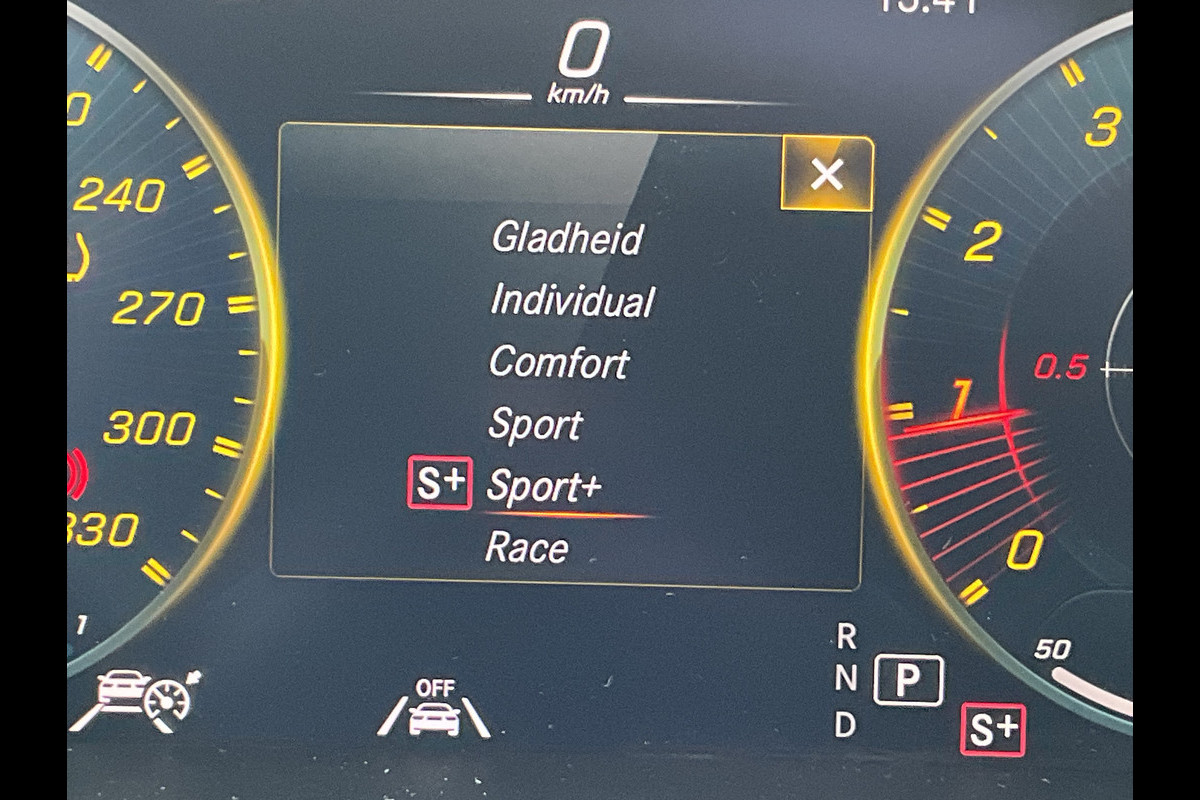 0
km/h
240
270
300
330
1
Gladheid
Individual
Comfort
Sport
S+ Sport+
Race
3
2
1
0
0.5
50
OFF
R
N P
D
S+